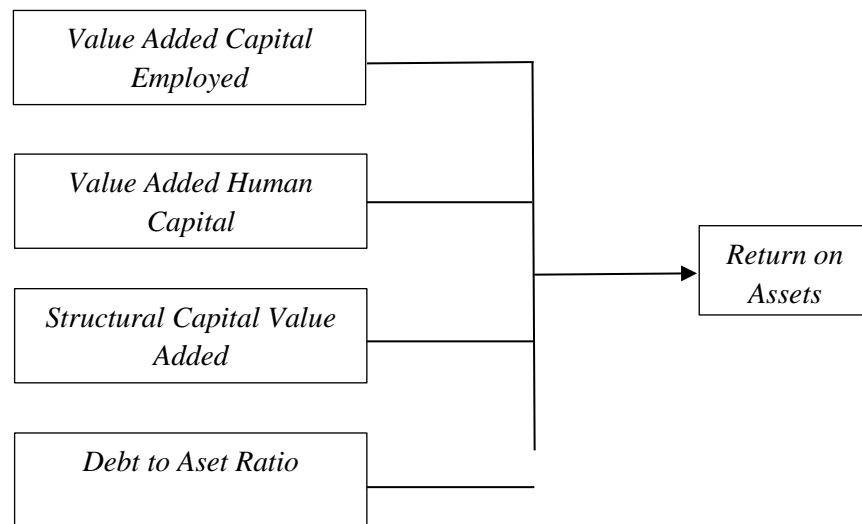 Value Added Capital
Employed
Value Added Human
Capital
Return on
Assets
Structural Capital Value
Added
Debt to Aset Ratio